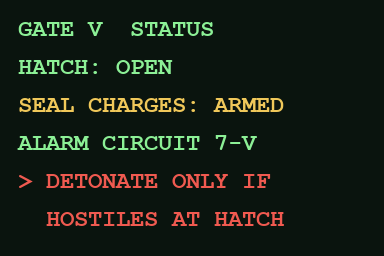 GATE V  STATUS
HATCH: OPEN
SEAL CHARGES: ARMED
ALARM CIRCUIT 7-V
> DETONATE ONLY IF
  HOSTILES AT HATCH